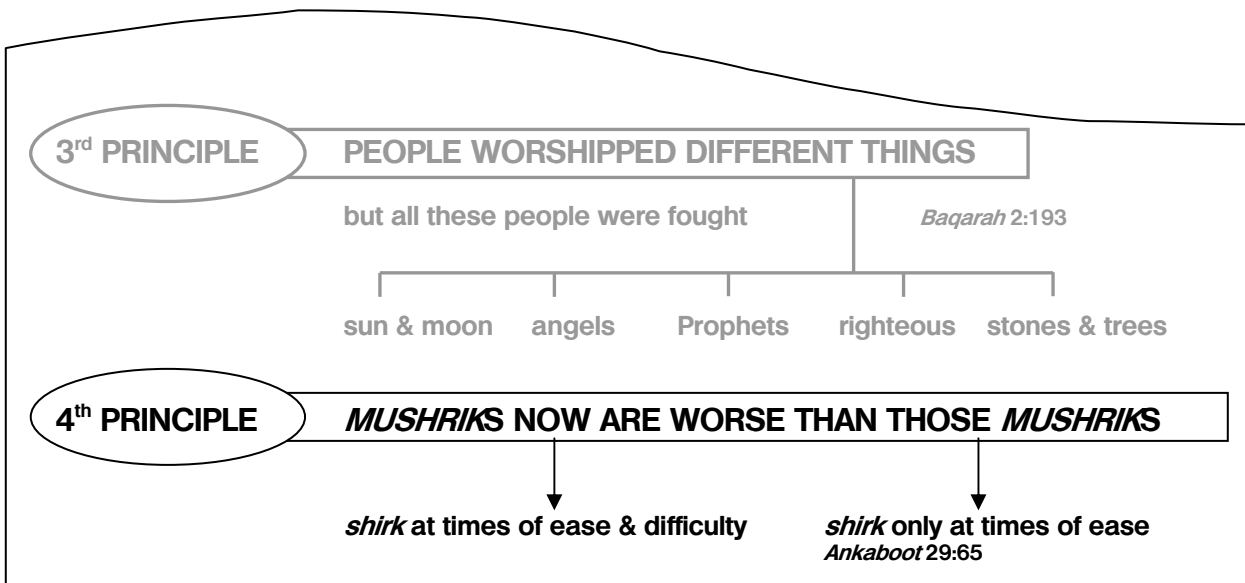 3rd PRINCIPLE PEOPLE WORSHIPPED DIFFERENT THINGS
but all these people were fought Baqarah 2:193
sun & moon angels Prophets righteous stones & trees
4th PRINCIPLE MUSHRIKS NOW ARE WORSE THAN THOSE MUSHRIKS
shirk at times of ease & difficulty shirk only at times of ease
Ankaboot 29:65